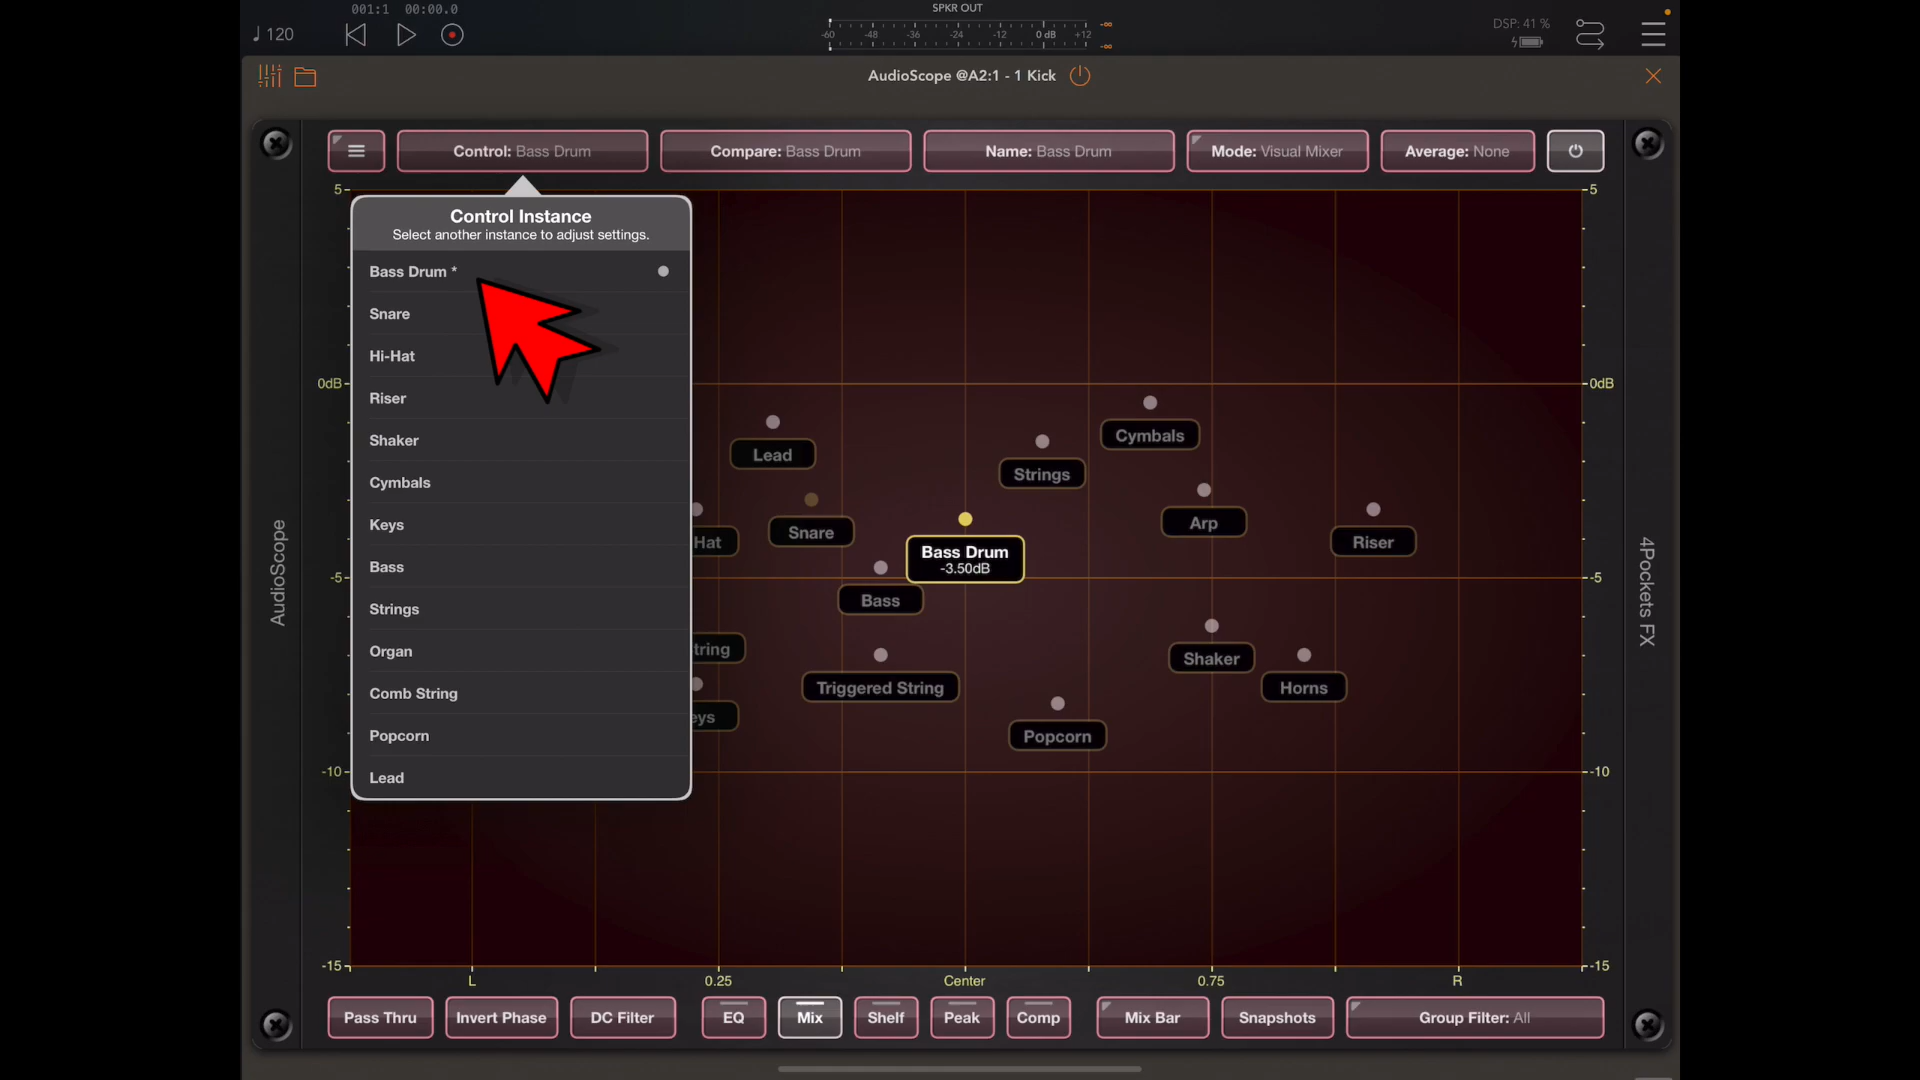 001:1 00:00.0
120
SPKR OUT
-60 -48 -36 -24 -12 0 dB +12
-∞
-∞
DSP: 41 %
AudioScope @A2:1 - 1 Kick
Control: Bass Drum
Compare: Bass Drum
Name: Bass Drum
Mode: Visual Mixer
Average: None
Control Instance
Select another instance to adjust settings.
Bass Drum *
Snare
Hi-Hat
Riser
Shaker
Cymbals
Keys
Bass
Strings
Organ
Comb String
Popcorn
Lead
5
0dB
-5
-10
-15
Lead
Cymbals
Strings
Snare
Hat
Arp
Riser
Bass Drum
-3.50dB
Bass
tring
Shaker
Triggered String
Horns
eys
Popcorn
5
0dB
-5
-10
-15
L 0.25 Center 0.75 R
AudioScope
4Pockets FX
Pass Thru
Invert Phase
DC Filter
EQ
Mix
Shelf
Peak
Comp
Mix Bar
Snapshots
Group Filter: All